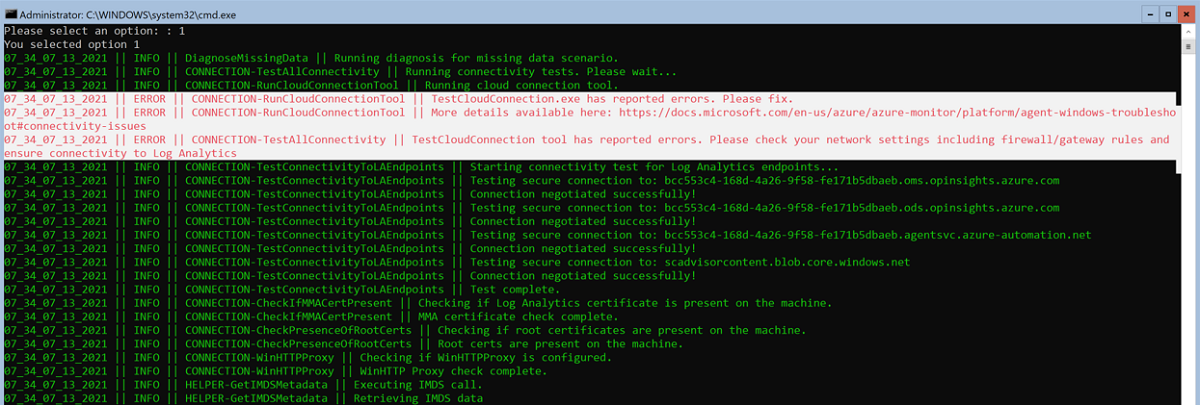 Administrator: C:\WINDOWS\system32\cmd.exe
Please select an option: : 1
You selected option 1
07_34_07_13_2021 || INFO || DiagnoseMissingData || Running diagnosis for missing data scenario.
07_34_07_13_2021 || INFO || CONNECTION-TestAllConnectivity || Running connectivity tests. Please wait...
07_34_07_13_2021 || INFO || CONNECTION-RunCloudConnectionTool || Running cloud connection tool.
07_34_07_13_2021 || ERROR || CONNECTION-RunCloudConnectionTool || TestCloudConnection.exe has reported errors. Please fix.
07_34_07_13_2021 || ERROR || CONNECTION-RunCloudConnectionTool || More details available here: https://docs.microsoft.com/en-us/azure/azure-monitor/platform/agent-windows-troublesho
ot#connectivity-issues
07_34_07_13_2021 || ERROR || CONNECTION-TestAllConnectivity || TestCloudConnection tool has reported errors. Please check your network settings including firewall/gateway rules and
ensure connectivity to Log Analytics
07_34_07_13_2021 || INFO || CONNECTION-TestConnectivityToLAEndpoints || Starting connectivity test for Log Analytics endpoints...
07_34_07_13_2021 || INFO || CONNECTION-TestConnectivityToLAEndpoints || Testing secure connection to: bcc553c4-168d-4a26-9f58-fe171b5dbaeb.oms.opinsights.azure.com
07_34_07_13_2021 || INFO || CONNECTION-TestConnectivityToLAEndpoints || Connection negotiated successfully!
07_34_07_13_2021 || INFO || CONNECTION-TestConnectivityToLAEndpoints || Testing secure connection to: bcc553c4-168d-4a26-9f58-fe171b5dbaeb.ods.opinsights.azure.com
07_34_07_13_2021 || INFO || CONNECTION-TestConnectivityToLAEndpoints || Connection negotiated successfully!
07_34_07_13_2021 || INFO || CONNECTION-TestConnectivityToLAEndpoints || Testing secure connection to: bcc553c4-168d-4a26-9f58-fe171b5dbaeb.agentsvc.azure-automation.net
07_34_07_13_2021 || INFO || CONNECTION-TestConnectivityToLAEndpoints || Connection negotiated successfully!
07_34_07_13_2021 || INFO || CONNECTION-TestConnectivityToLAEndpoints || Testing secure connection to: scadvisorcontent.blob.core.windows.net
07_34_07_13_2021 || INFO || CONNECTION-TestConnectivityToLAEndpoints || Connection negotiated successfully!
07_34_07_13_2021 || INFO || CONNECTION-TestConnectivityToLAEndpoints || Test complete.
07_34_07_13_2021 || INFO || CONNECTION-CheckIfMMACertPresent || Checking if Log Analytics certificate is present on the machine.
07_34_07_13_2021 || INFO || CONNECTION-CheckIfMMACertPresent || MMA certificate check complete.
07_34_07_13_2021 || INFO || CONNECTION-CheckPresenceOfRootCerts || Checking if root certificates are present on the machine.
07_34_07_13_2021 || INFO || CONNECTION-CheckPresenceOfRootCerts || Root certs are present on the machine.
07_34_07_13_2021 || INFO || CONNECTION-WinHTTPProxy || Checking if WinHTTPProxy is configured.
07_34_07_13_2021 || INFO || CONNECTION-WinHTTPProxy || WinHTTP Proxy check complete.
07_34_07_13_2021 || INFO || HELPER-GetIMDSMetadata || Executing IMDS call.
07_34_07_13_2021 || INFO || HELPER-GetIMDSMetadata || Retrieving IMDS data